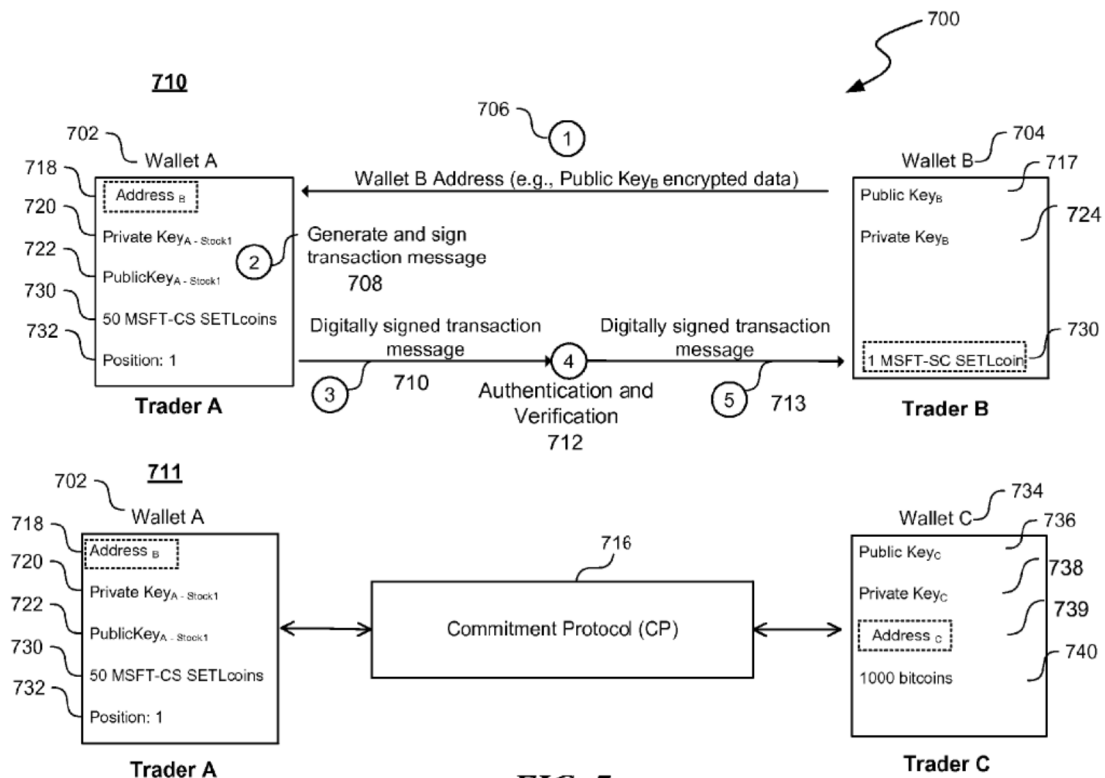 700
710
706
1
702
Wallet A
704
Wallet B
718
Address B
Wallet B Address (e.g., Public KeyB encrypted data)
Public KeyB
717
720
Private KeyA - Stock1
2
Generate and sign
transaction message
708
Private KeyB
724
722
PublicKeyA - Stock1
730
50 MSFT-CS SETLcoins
Digitally signed transaction
message
Digitally signed transaction
message
730
1 MSFT-SC SETLcoin
732
Position: 1
3
710
4
Authentication and
Verification
712
5
713
Trader A
Trader B
711
702
Wallet A
734
Wallet C
718
Address B
716
Public KeyC
736
720
Private KeyA - Stock1
Private KeyC
738
722
PublicKeyA - Stock1
Commitment Protocol (CP)
Address C
739
730
50 MSFT-CS SETLcoins
1000 bitcoins
740
732
Position: 1
Trader A
Trader C